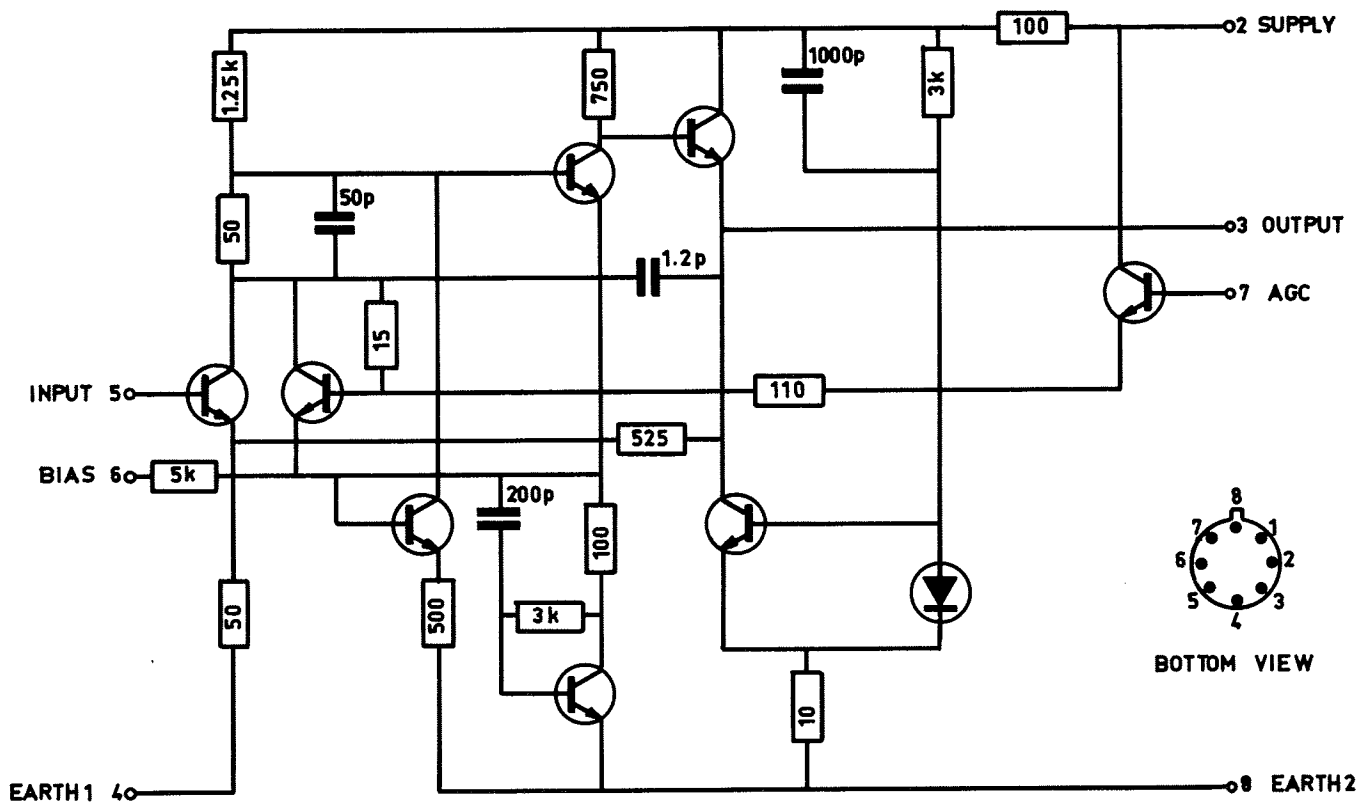 100
2 SUPPLY
1.25k
750
1000p
3k
50p
50
3 OUTPUT
1.2p
7 AGC
15
INPUT 5
110
525
BIAS 6
5k
200p
100
8
7
1
6
2
5
3
4
50
500
3k
BOTTOM VIEW
10
EARTH1 4
8 EARTH2